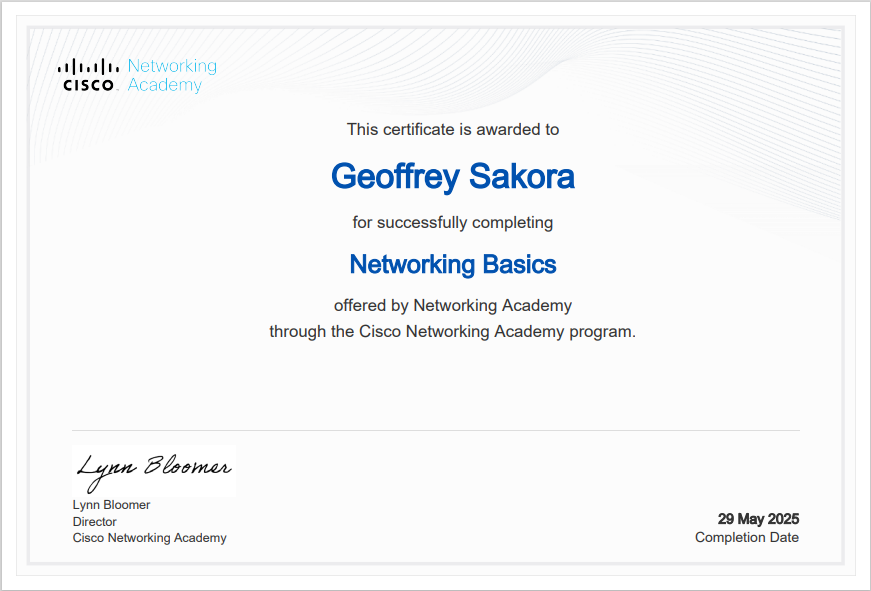 Networking
CISCO Academy
This certificate is awarded to
Geoffrey Sakora
for successfully completing
Networking Basics
offered by Networking Academy
through the Cisco Networking Academy program.
Lynn Bloomer
Lynn Bloomer
Director
Cisco Networking Academy
29 May 2025
Completion Date